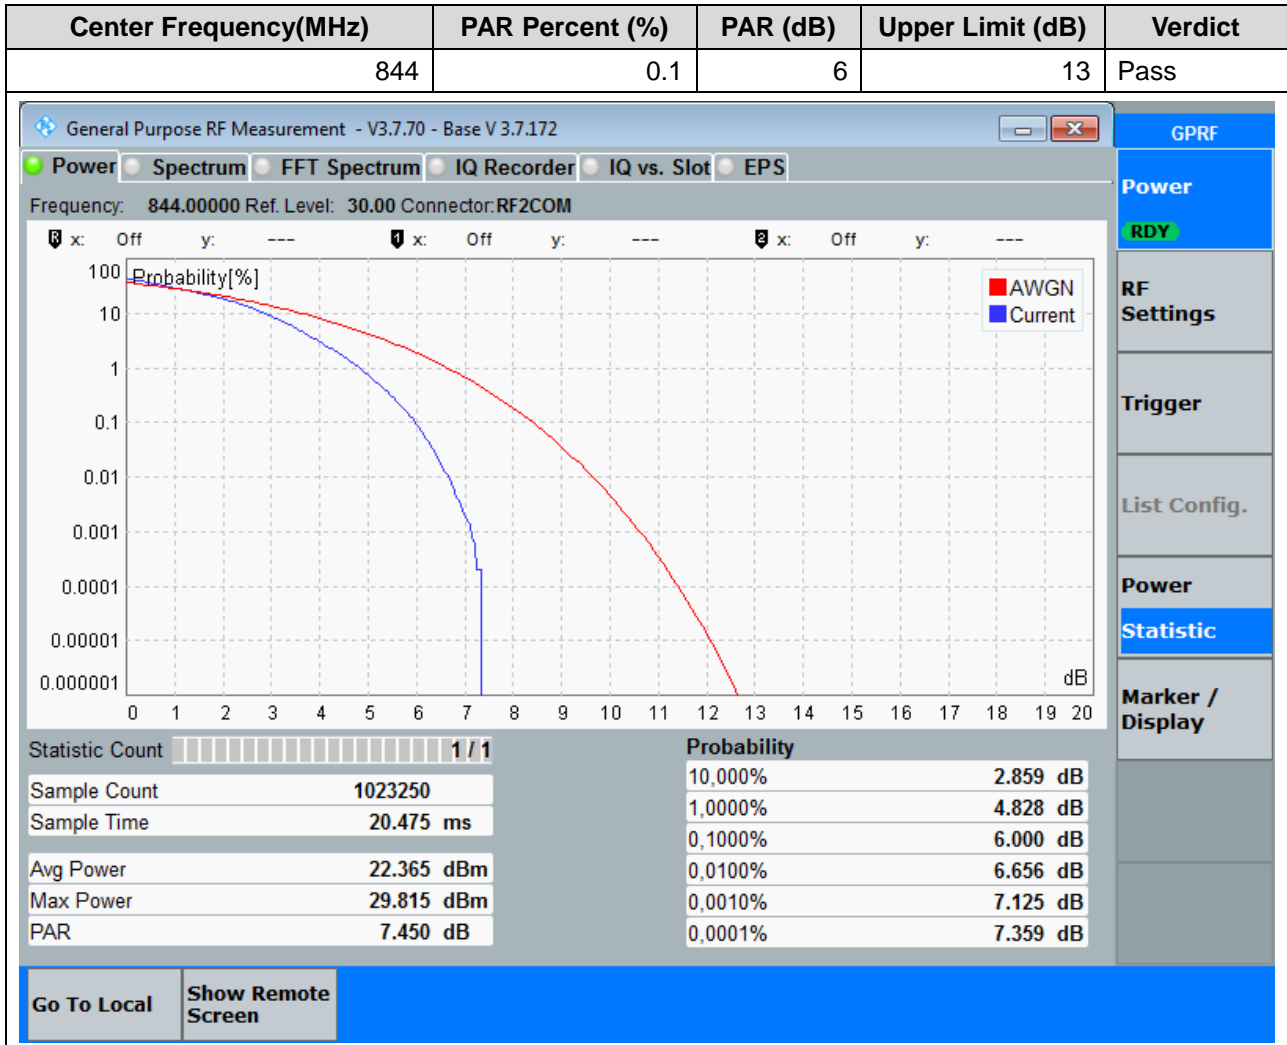 Center Frequency(MHz) PAR Percent (%) PAR (dB) Upper Limit (dB) Verdict
844 0.1 6 13 Pass
General Purpose RF Measurement - V3.7.70 - Base V 3.7.172
GPRF
Power Spectrum FFT Spectrum IQ Recorder IQ vs. Slot EPS
Power
RDY
Frequency: 844.00000 Ref. Level: 30.00 Connector:RF2COM
R x: Off y: --- 1 x: Off y: --- 2 x: Off y: ---
Probability[%]
AWGN
Current
100
10
1
0.1
0.01
0.001
0.0001
0.00001
0.000001
dB
0 1 2 3 4 5 6 7 8 9 10 11 12 13 14 15 16 17 18 19 20
RF
Settings
Trigger
List Config.
Power
Statistic
Marker /
Display
Statistic Count 1 / 1
Sample Count 1023250
Sample Time 20.475 ms
Avg Power 22.365 dBm
Max Power 29.815 dBm
PAR 7.450 dB
Probability
10,000% 2.859 dB
1,0000% 4.828 dB
0,1000% 6.000 dB
0,0100% 6.656 dB
0,0010% 7.125 dB
0,0001% 7.359 dB
Go To Local
Show Remote
Screen